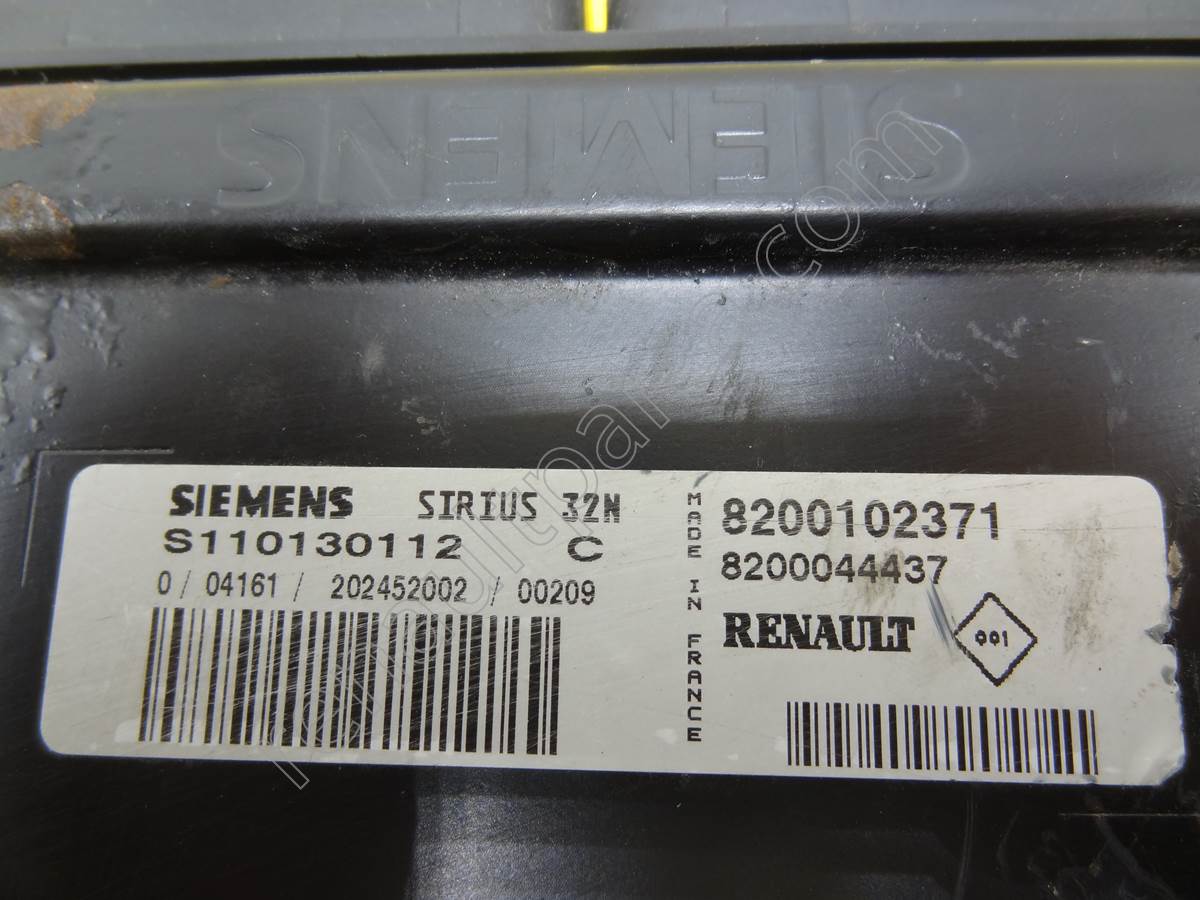 SIEMENS
SIEMENS SIRIUS 32N
S110130112 C
0 / 04161 / 202452002 / 00209
MADE IN FRANCE
8200102371
8200044437
RENAULT 001